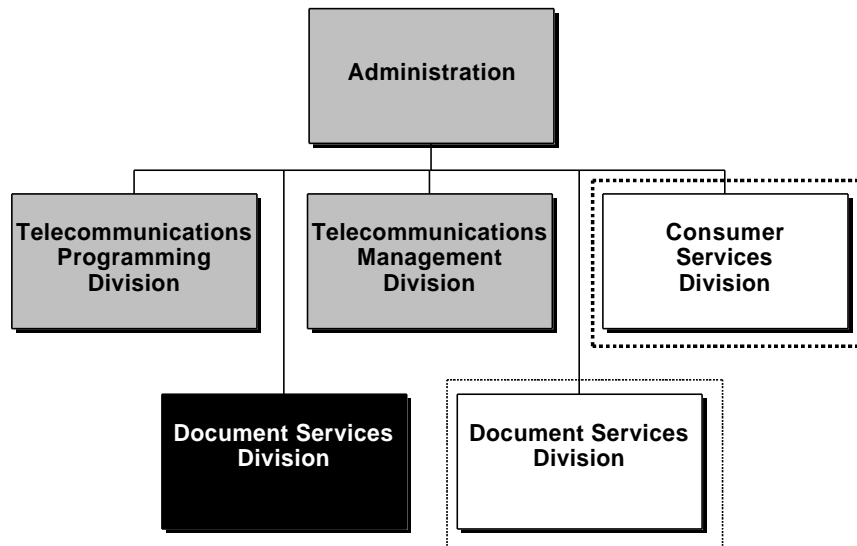 Administration
Telecommunications
Programming
Division
Telecommunications
Management
Division
Consumer
Services
Division
Document Services
Division
Document Services
Division